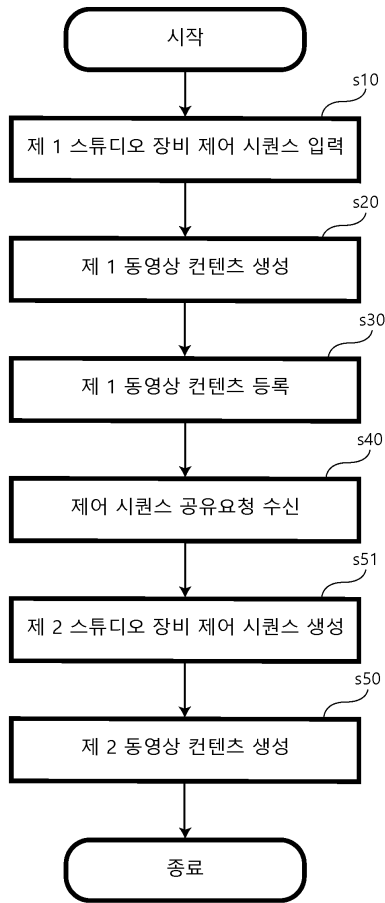 시작
s10
제 1 스튜디오 장비 제어 시퀀스 입력
s20
제 1 동영상 컨텐츠 생성
s30
제 1 동영상 컨텐츠 등록
s40
제어 시퀀스 공유요청 수신
s51
제 2 스튜디오 장비 제어 시퀀스 생성
s50
제 2 동영상 컨텐츠 생성
종료